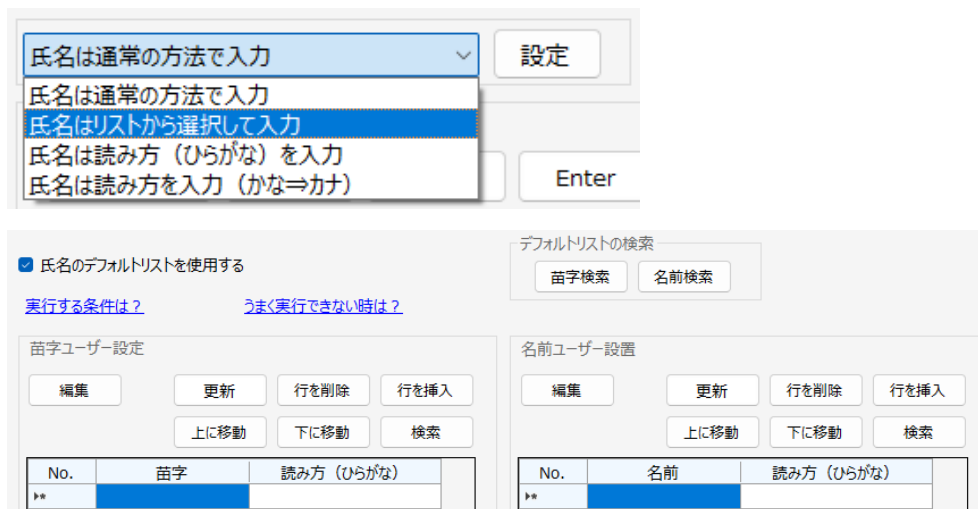 氏名は通常の方法で入力 設定
氏名は通常の方法で入力
氏名はリストから選択して入力
氏名は読み方（ひらがな）を入力
氏名は読み方を入力（かな⇒カナ）
Enter
デフォルトリストの検索
氏名のデフォルトリストを使用する
苗字検索 名前検索
実行する条件は？ うまく実行できない時は？
苗字ユーザー設定
編集 更新 行を削除 行を挿入
上に移動 下に移動 検索
No. 苗字 読み方（ひらがな）
名前ユーザー設置
編集 更新 行を削除 行を挿入
上に移動 下に移動 検索
No. 名前 読み方（ひらがな）